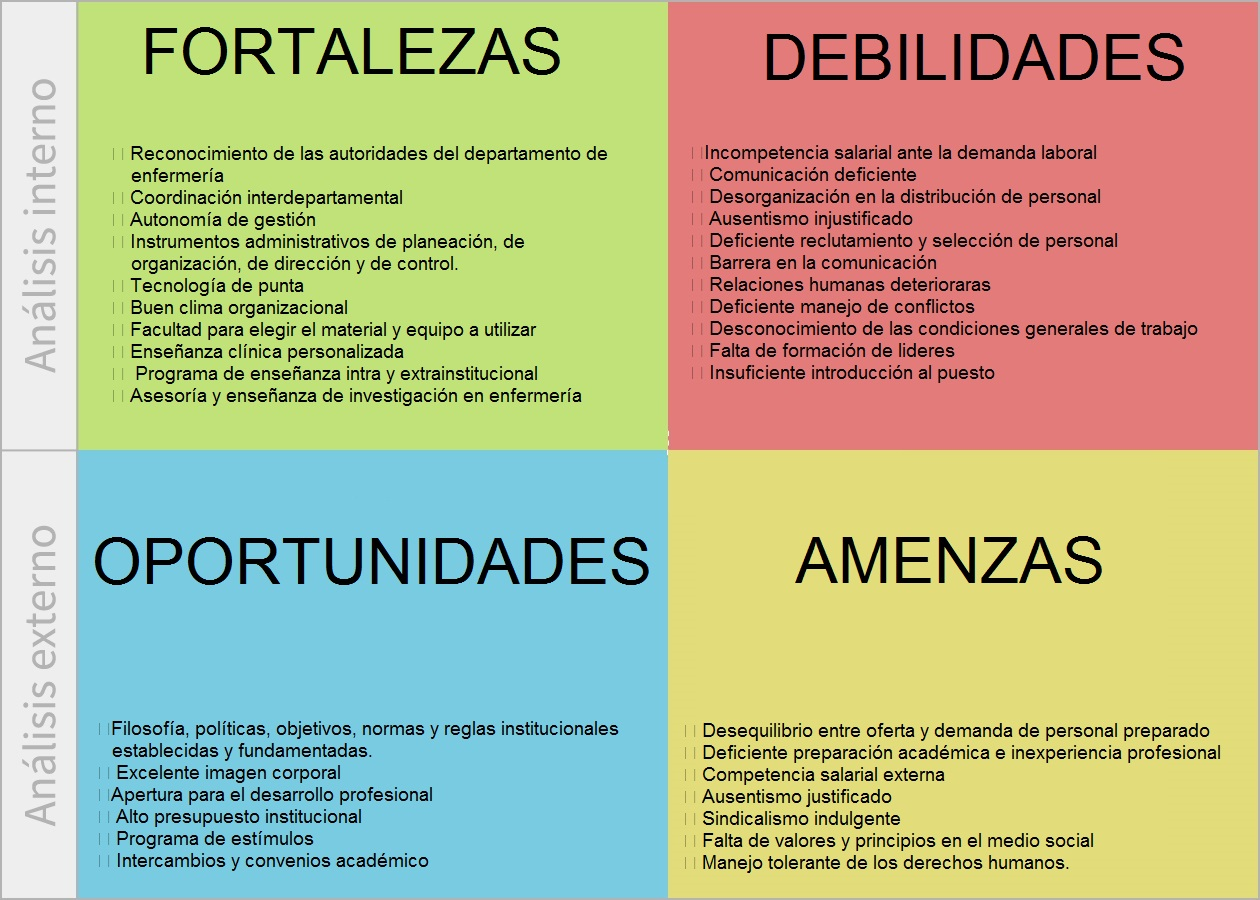 Análisis interno
FORTALEZAS
Reconocimiento de las autoridades del departamento de
enfermería
Coordinación interdepartamental
Autonomía de gestión
Instrumentos administrativos de planeación, de
organización, de dirección y de control.
Tecnología de punta
Buen clima organizacional
Facultad para elegir el material y equipo a utilizar
Enseñanza clínica personalizada
Programa de enseñanza intra y extrainstitucional
Asesoría y enseñanza de investigación en enfermería
DEBILIDADES
Incompetencia salarial ante la demanda laboral
Comunicación deficiente
Desorganización en la distribución de personal
Ausentismo injustificado
Deficiente reclutamiento y selección de personal
Barrera en la comunicación
Relaciones humanas deterioraras
Deficiente manejo de conflictos
Desconocimiento de las condiciones generales de trabajo
Falta de formación de lideres
Insuficiente introducción al puesto
Análisis externo
OPORTUNIDADES
Filosofía, políticas, objetivos, normas y reglas institucionales
establecidas y fundamentadas.
Excelente imagen corporal
Apertura para el desarrollo profesional
Alto presupuesto institucional
Programa de estímulos
Intercambios y convenios académico
AMENZAS
Desequilibrio entre oferta y demanda de personal preparado
Deficiente preparación académica e inexperiencia profesional
Competencia salarial externa
Ausentismo justificado
Sindicalismo indulgente
Falta de valores y principios en el medio social
Manejo tolerante de los derechos humanos.